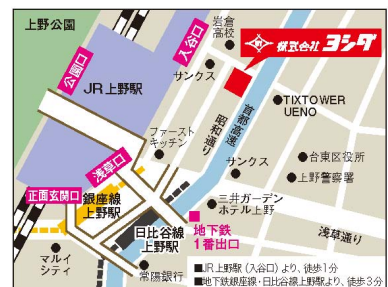 上野公園
岩倉
高校
株式会社 ヨシダ
入谷口
公園口
サンクス
JR上野駅
TIXTOWER
UENO
首都高速
昭和通り
ファースト
キッチン
浅草口
サンクス
台東区役所
上野警察署
正面玄関口
銀座線
上野駅
三井ガーデン
ホテル上野
地下鉄
1番出口
日比谷線
上野駅
浅草通り
マルイ
シティ
常陽銀行
■JR上野駅(入谷口)より、徒歩1分
■地下鉄銀座線・日比谷線上野駅より、徒歩3分